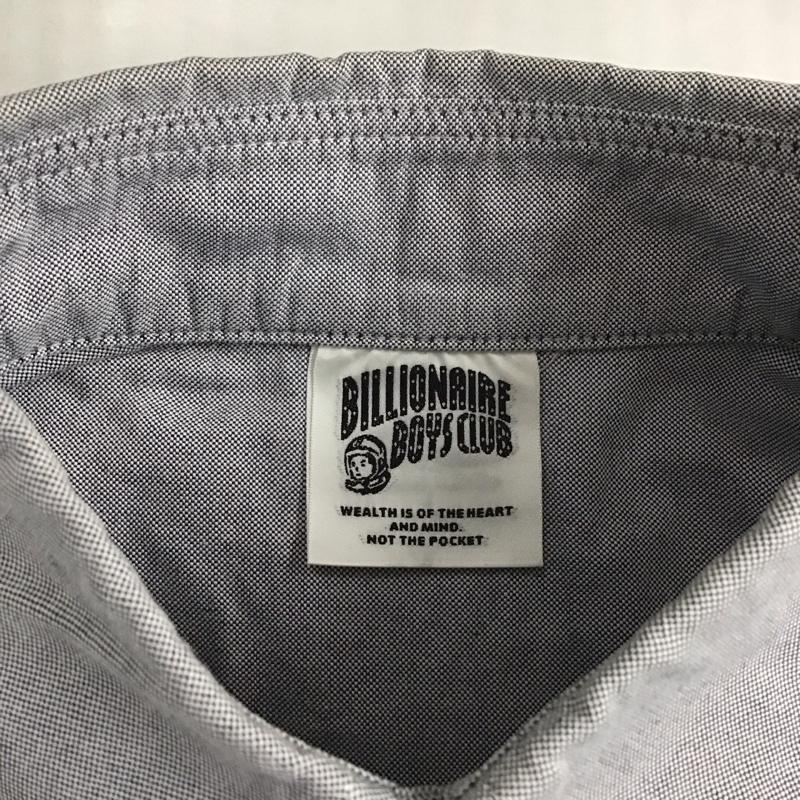 BILLIONAIRE
BOYS CLUB
WEALTH IS OF THE HEART
AND MIND.
NOT THE POCKET